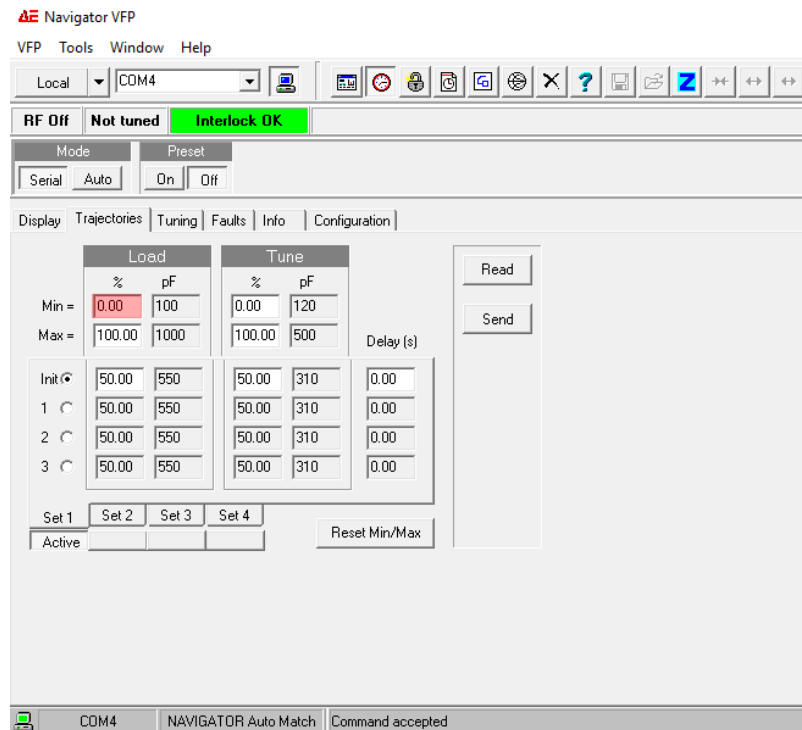 AE Navigator VFP
VFP Tools Window Help
Local COM4 ? Z
RF Off Not tuned Interlock OK
Mode Preset
Serial Auto On Off
Display Trajectories Tuning Faults Info Configuration
Load Tune
% pF % pF
Read
Min = 0.00 100 0.00 120
Send
Max = 100.00 1000 100.00 500 Delay (s)
Init 50.00 550 50.00 310 0.00
1 50.00 550 50.00 310 0.00
2 50.00 550 50.00 310 0.00
3 50.00 550 50.00 310 0.00
Set 1 Set 2 Set 3 Set 4
Active
Reset Min/Max
COM4 NAVIGATOR Auto Match Command accepted